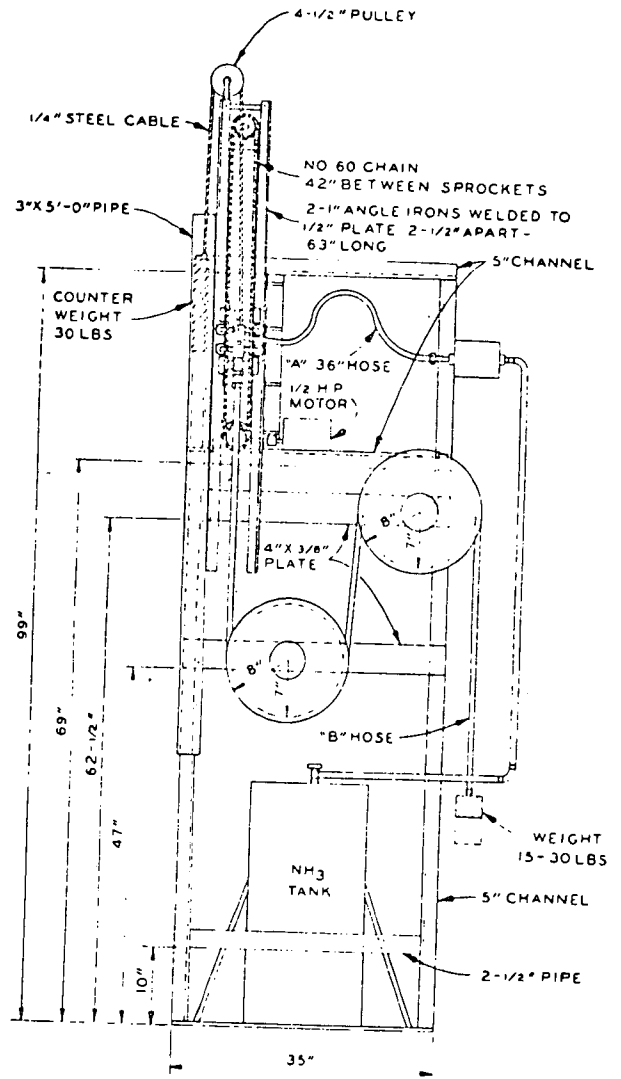 4-1/2" PULLEY
1/4" STEEL CABLE
NO 60 CHAIN
42" BETWEEN SPROCKETS
3"X5'-0" PIPE
2-1" ANGLE IRONS WELDED TO
1/2" PLATE 2-1/2" APART-
63" LONG
5" CHANNEL
COUNTER
WEIGHT
30 LBS
"A" 36" HOSE
1/2 H.P
MOTOR
8"
7"
4"X 3/8"
PLATE
99"
69"
62-1/2"
8"
7"
47"
"B" HOSE
WEIGHT
15-30 LBS
NH3
TANK
5" CHANNEL
10"
2-1/2" PIPE
35"